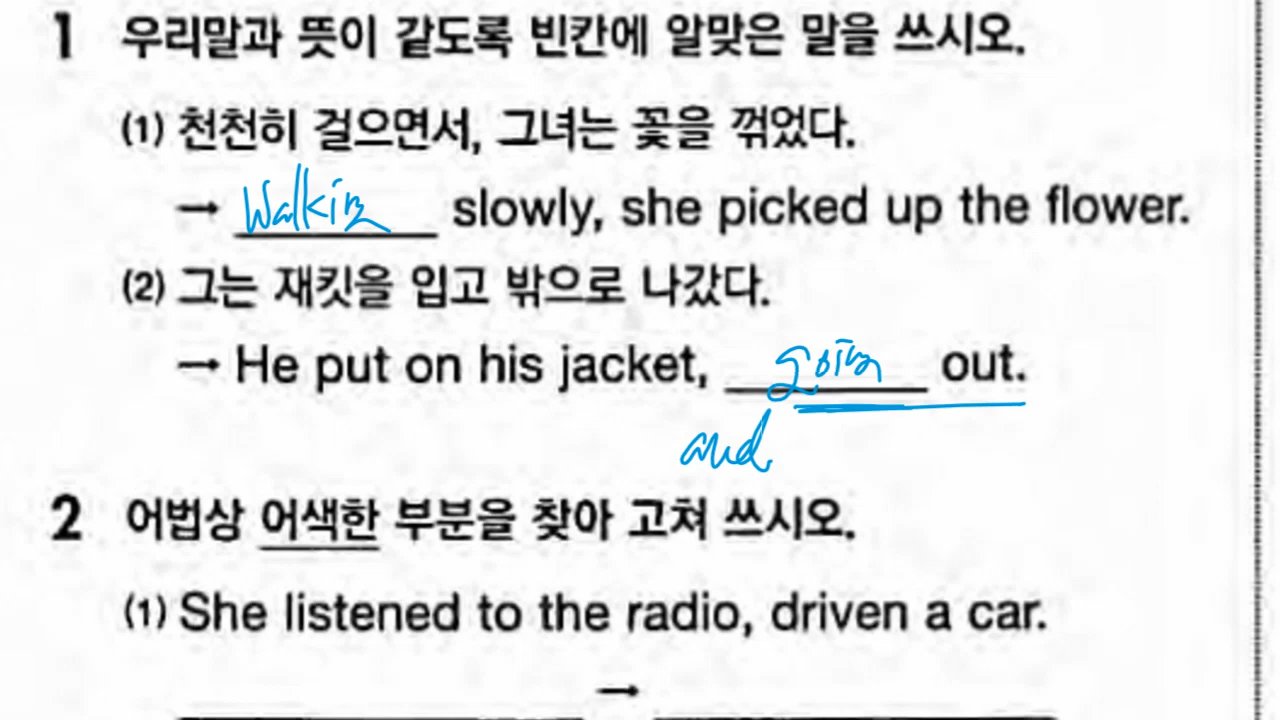 1 우리말과 뜻이 같도록 빈칸에 알맞은 말을 쓰시오.
(1) 천천히 걸으면서, 그녀는 꽃을 꺾었다.
→ Walking slowly, she picked up the flower.
(2) 그는 재킷을 입고 밖으로 나갔다.
→ He put on his jacket, going out.
and
2 어법상 어색한 부분을 찾아 고쳐 쓰시오.
(1) She listened to the radio, driven a car.
→